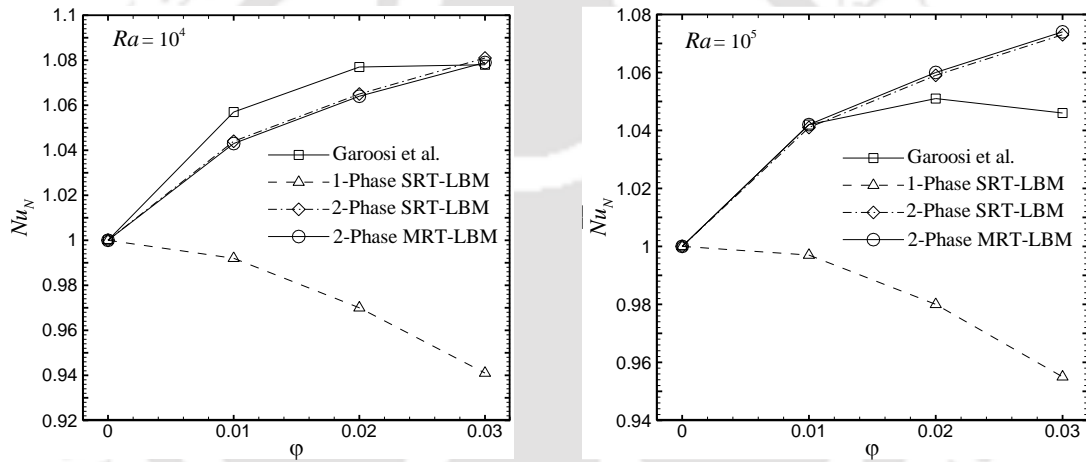 1.1
1.08
1.06
1.04
1.02
1
0.98
0.96
0.94
0.92
Nu_N
Ra = 10^4
Garoosi et al.
1-Phase SRT-LBM
2-Phase SRT-LBM
2-Phase MRT-LBM
0 0.01 0.02 0.03
φ
1.08
1.06
1.04
1.02
1
0.98
0.96
0.94
Nu_N
Ra = 10^5
Garoosi et al.
1-Phase SRT-LBM
2-Phase SRT-LBM
2-Phase MRT-LBM
0 0.01 0.02 0.03
φ